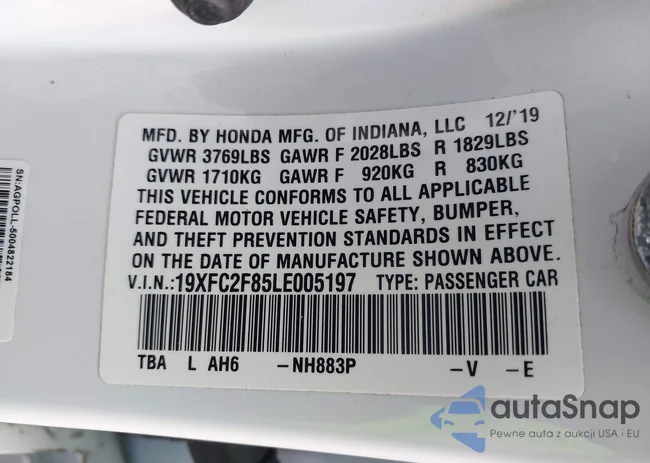 MFD. BY HONDA MFG. OF INDIANA, LLC 12/'19
GVWR 3769LBS GAWR F 2028LBS R 1829LBS
GVWR 1710KG GAWR F 920KG R 830KG
THIS VEHICLE CONFORMS TO ALL APPLICABLE
FEDERAL MOTOR VEHICLE SAFETY, BUMPER,
AND THEFT PREVENTION STANDARDS IN EFFECT
ON THE DATE OF MANUFACTURE SHOWN ABOVE.
V.I.N.:19XFC2F85LE005197 TYPE: PASSENGER CAR
TBA L AH6 -NH883P -V -E
SN:AGPOLL-5004822184
autaSnap
Pewne auta z aukcji USA i EU